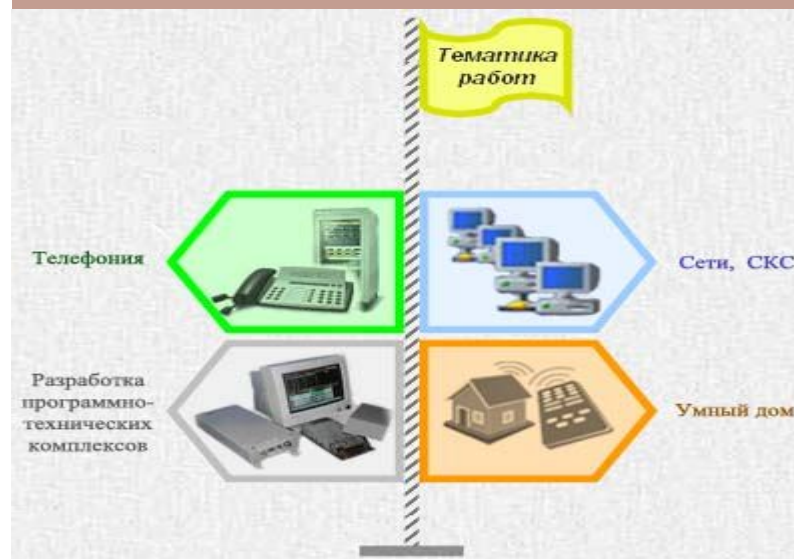 Тематика
работ
Телефония
Сети, СКС
Разработка
программно-
технических
комплексов
Умный дом